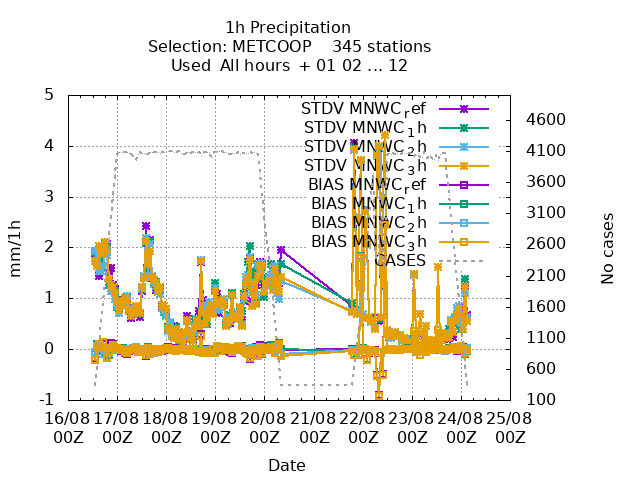 1h Precipitation
Selection: METCOOP    345 stations
Used  All hours  + 01 02 ... 12
5
4
3
2
1
0
-1
mm/1h
STDV MNWC_ref
STDV MNWC_1h
STDV MNWC_2h
STDV MNWC_3h
BIAS MNWC_ref
BIAS MNWC_1h
BIAS MNWC_2h
BIAS MNWC_3h
CASES
4600
4100
3600
3100
2600
2100
1600
1100
600
100
No cases
16/08 17/08 18/08 19/08 20/08 21/08 22/08 23/08 24/08 25/08
00Z 00Z 00Z 00Z 00Z 00Z 00Z 00Z 00Z 00Z
Date